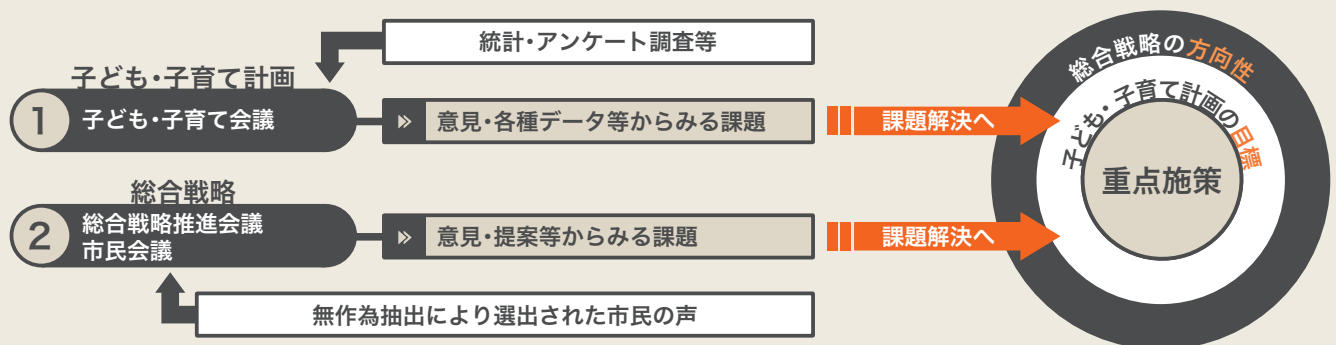 統計・アンケート調査等
子ども・子育て計画
1 子ども・子育て会議
意見・各種データ等からみる課題
課題解決へ
総合戦略
2 総合戦略推進会議
市民会議
意見・提案等からみる課題
課題解決へ
無作為抽出により選出された市民の声
総合戦略の方向性
子ども・子育て計画の目標
重点施策